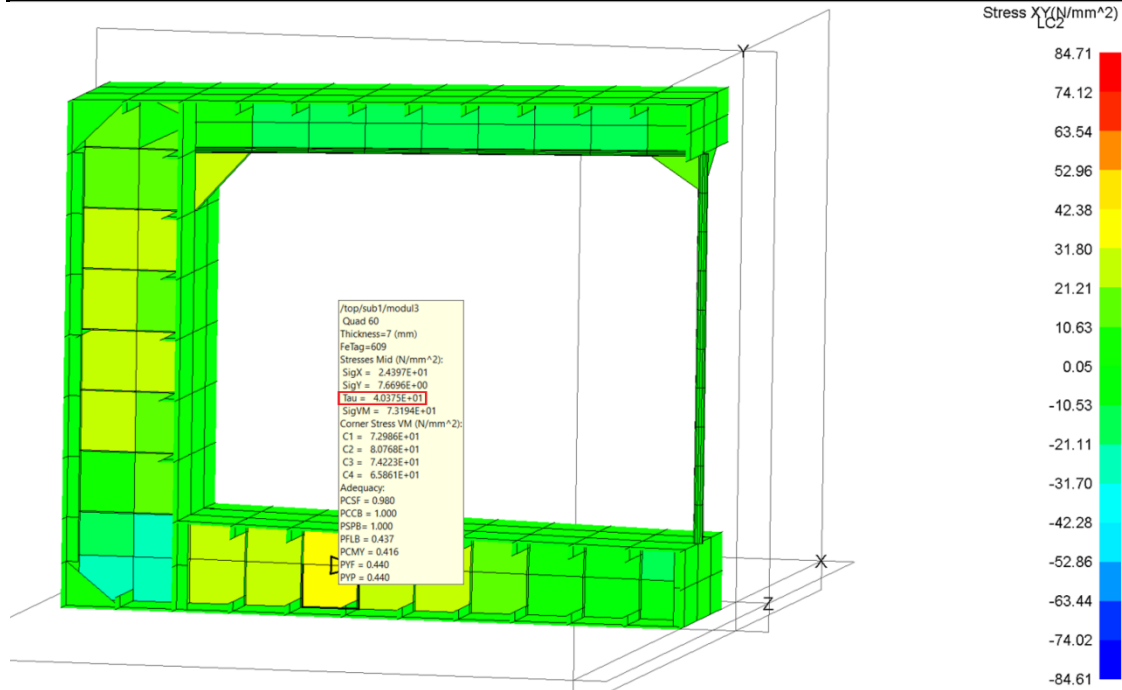 Stress XY(N/mm^2)
LC2
84.71
74.12
63.54
52.96
42.38
31.80
21.21
10.63
0.05
-10.53
-21.11
-31.70
-42.28
-52.86
-63.44
-74.02
-84.61
Y
/top/sub1/modul3
Quad 60
Thickness=7 (mm)
FeTag=609
Stresses Mid (N/mm^2):
SigX = 2.4397E+01
SigY = 7.6696E+00
Tau = 4.0375E+01
SigVM = 7.3194E+01
Corner Stress VM (N/mm^2):
C1 = 7.2986E+01
C2 = 8.0768E+01
C3 = 7.4223E+01
C4 = 6.5861E+01
Adequacy:
PCSF = 0.980
PCCB = 1.000
PSPB= 1.000
PFLB= 0.437
PCMY = 0.416
PYF = 0.440
PYP = 0.440
X
Z